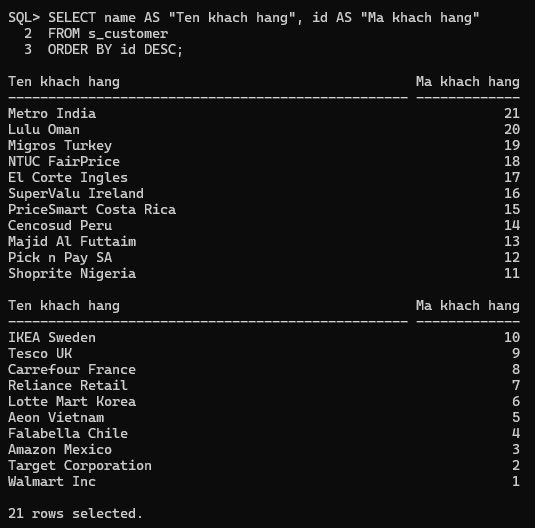 SQL> SELECT name AS "Ten khach hang", id AS "Ma khach hang"
  2  FROM s_customer
  3  ORDER BY id DESC;
Ten khach hang                                     Ma khach hang
-------------------------------------------------- -------------
Metro India                                                   21
Lulu Oman                                                     20
Migros Turkey                                                 19
NTUC FairPrice                                                18
El Corte Ingles                                               17
SuperValu Ireland                                             16
PriceSmart Costa Rica                                         15
Cencosud Peru                                                 14
Majid Al Futtaim                                              13
Pick n Pay SA                                                 12
Shoprite Nigeria                                              11
Ten khach hang                                     Ma khach hang
-------------------------------------------------- -------------
IKEA Sweden                                                   10
Tesco UK                                                       9
Carrefour France                                               8
Reliance Retail                                                7
Lotte Mart Korea                                               6
Aeon Vietnam                                                   5
Falabella Chile                                                4
Amazon Mexico                                                  3
Target Corporation                                             2
Walmart Inc                                                    1
21 rows selected.